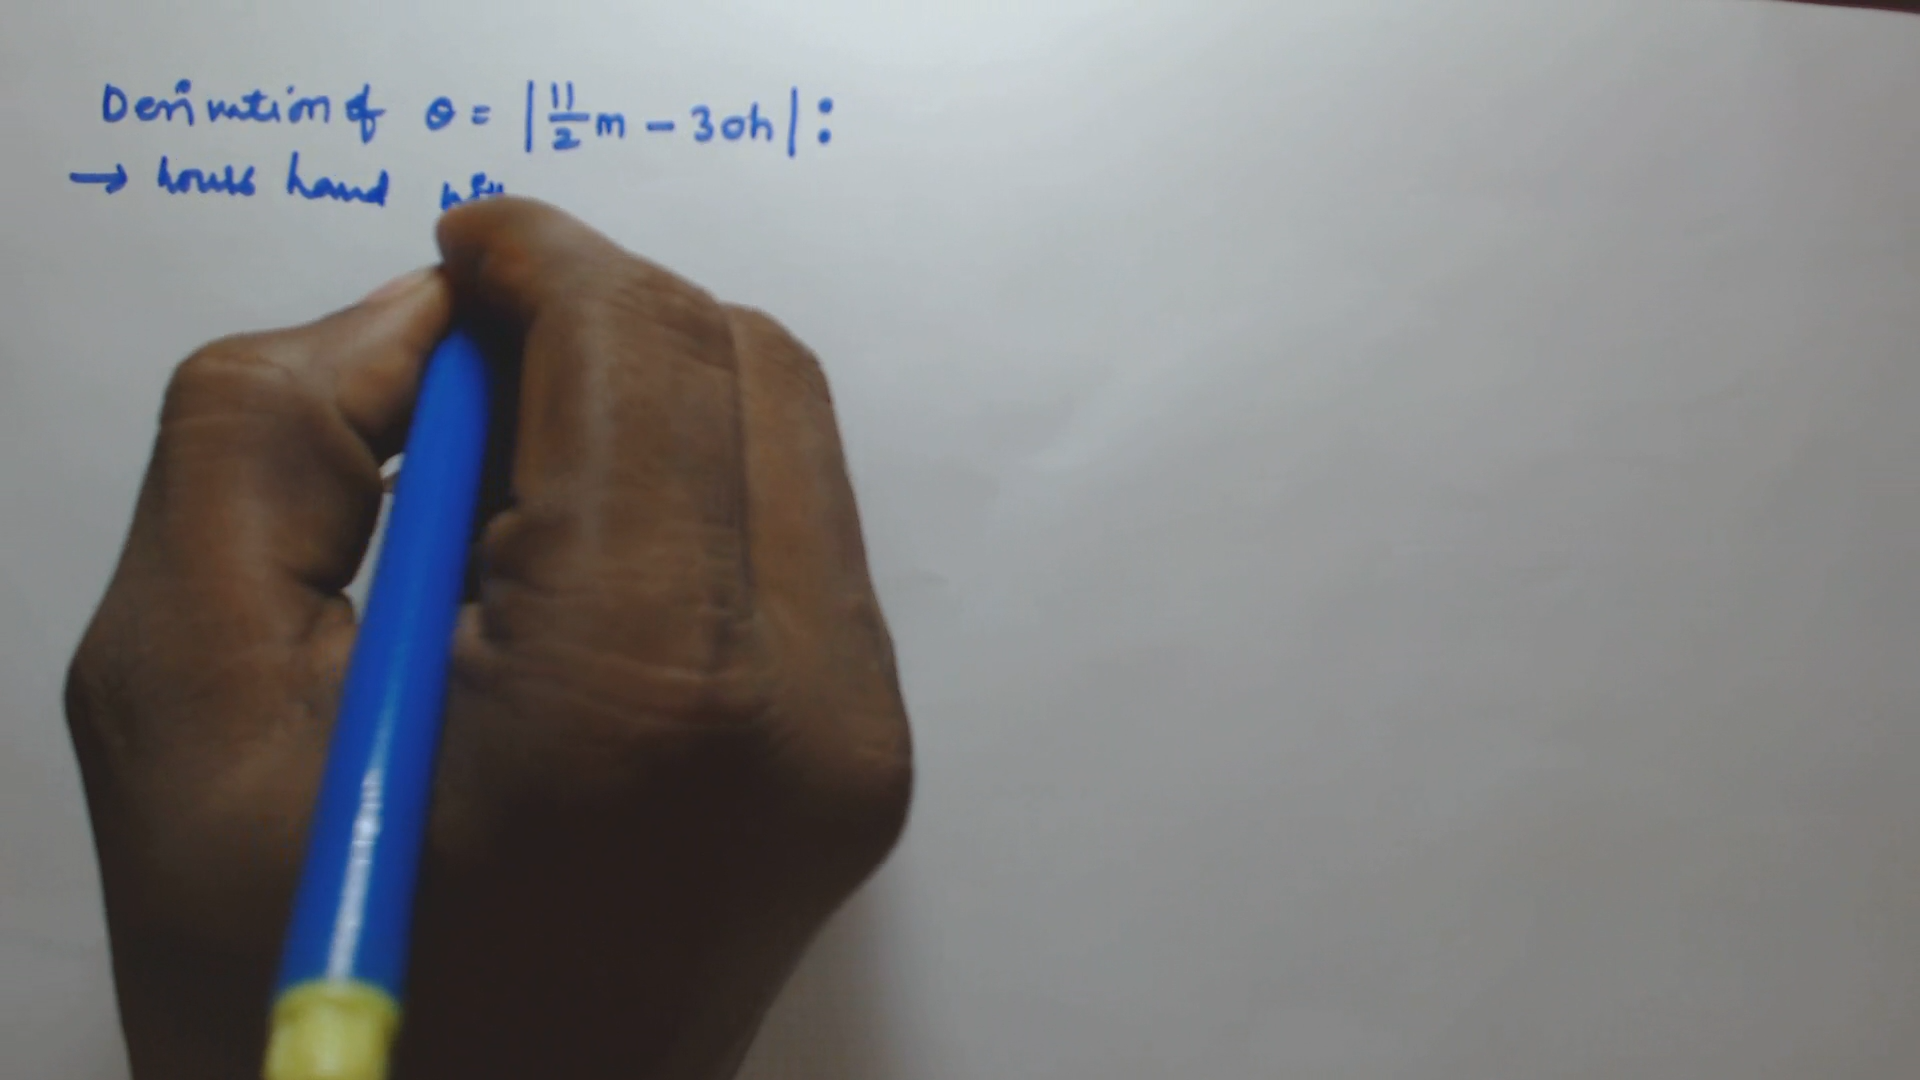 Derivation of θ = |11/2 m - 30h| :
→ hours hand